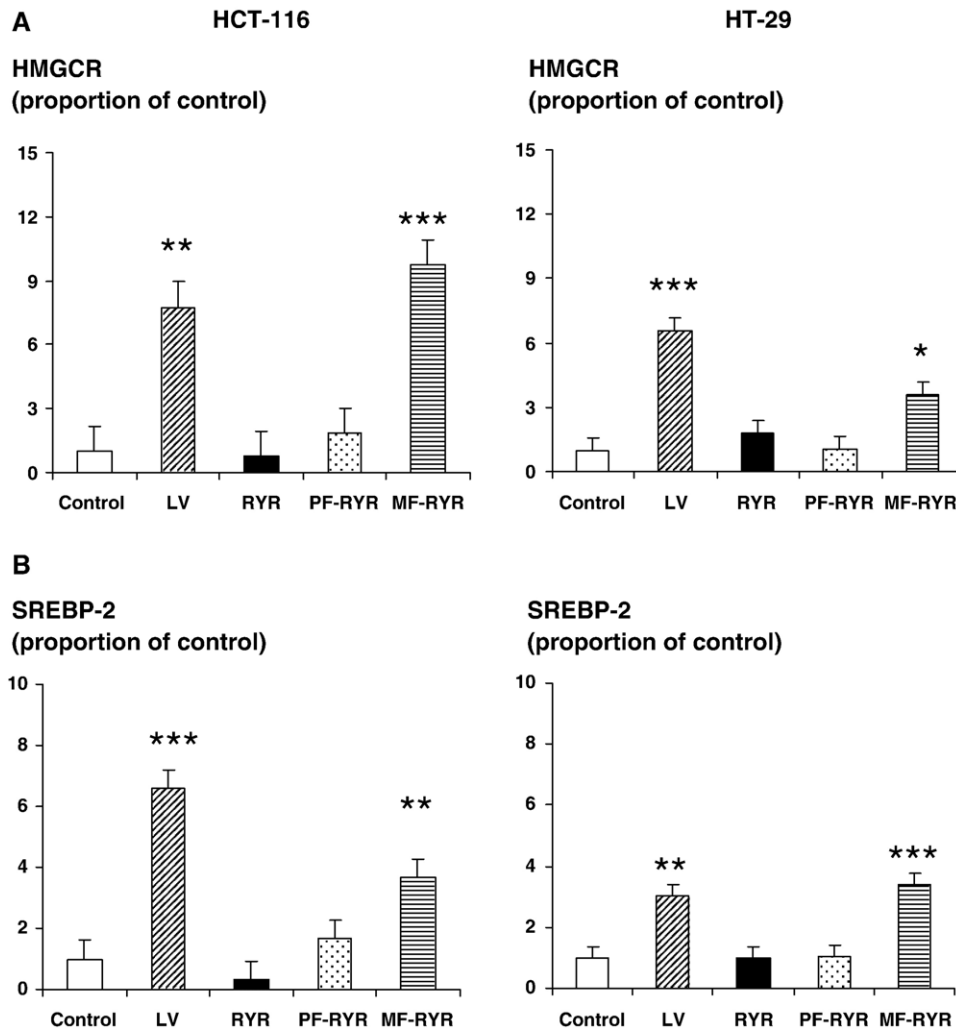 A
HCT-116
HT-29
HMGCR
(proportion of control)
HMGCR
(proportion of control)
15
12
9
6
3
0
**
***
Control LV RYR PF-RYR MF-RYR
15
12
9
6
3
0
***
*
Control LV RYR PF-RYR MF-RYR
B
SREBP-2
(proportion of control)
SREBP-2
(proportion of control)
10
8
6
4
2
0
***
**
Control LV RYR PF-RYR MF-RYR
10
8
6
4
2
0
**
***
Control LV RYR PF-RYR MF-RYR